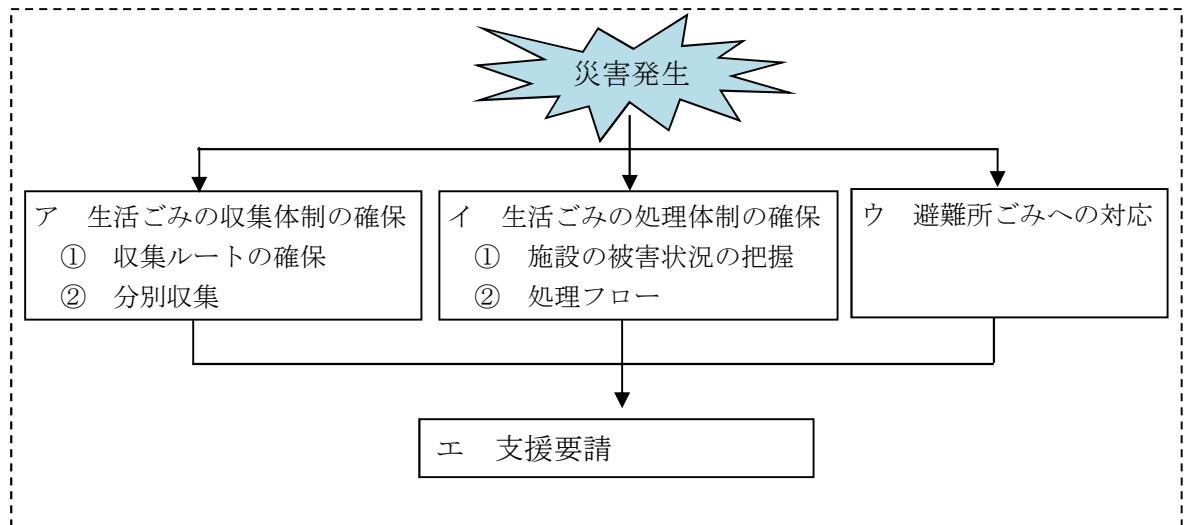 災害発生
ア　生活ごみの収集体制の確保
①　収集ルートの確保
②　分別収集
イ　生活ごみの処理体制の確保
①　施設の被害状況の把握
②　処理フロー
ウ　避難所ごみへの対応
エ　支援要請